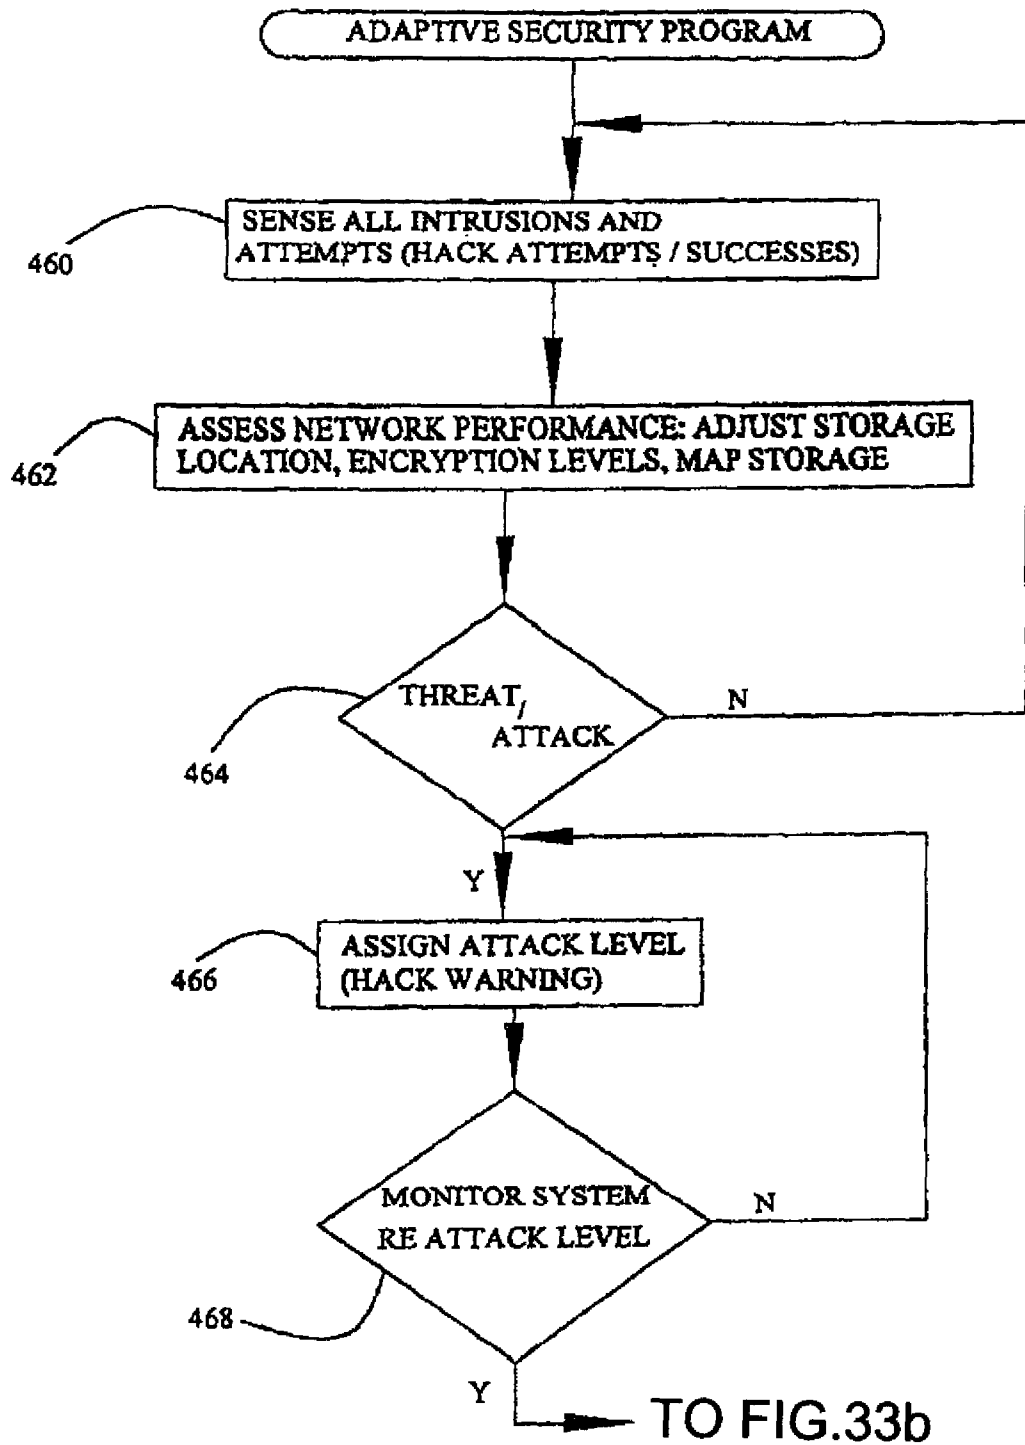 ADAPTIVE SECURITY PROGRAM
SENSE ALL INTRUSIONS AND
ATTEMPTS (HACK ATTEMPTS / SUCCESSES)
460
ASSESS NETWORK PERFORMANCE: ADJUST STORAGE
LOCATION, ENCRYPTION LEVELS, MAP STORAGE
462
THREAT/
ATTACK
N
464
Y
ASSIGN ATTACK LEVEL
(HACK WARNING)
466
MONITOR SYSTEM
RE ATTACK LEVEL
N
468
Y
TO FIG.33b